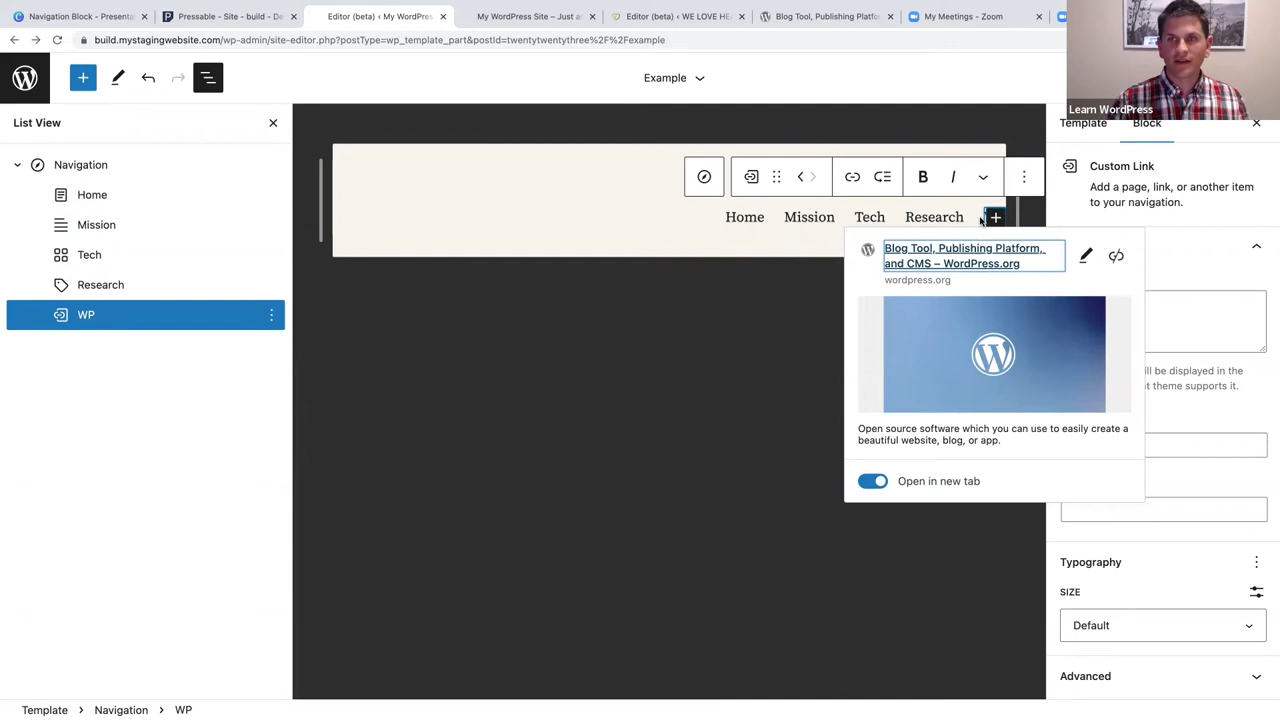 Navigation Block - Presenta
Pressable - Site - build - De
Editor (beta) ‹ My WordPres
My WordPress Site – Just a
Editor (beta) ‹ WE LOVE HE
Blog Tool, Publishing Platform
My Meetings - Zoom
build.mystagingwebsite.com/wp-admin/site-editor.php?postType=wp_template_part&postId=twentytwentythree%2F%2Fexample
Example
Learn WordPress
List View
Template
Block
Navigation
Home
Mission
Tech
Research
WP
B
I
Custom Link
Add a page, link, or another item
to your navigation.
Home Mission Tech Research
Blog Tool, Publishing Platform,
and CMS – WordPress.org
wordpress.org
Open source software which you can use to easily create a
beautiful website, blog, or app.
Open in new tab
ill be displayed in the
nt theme supports it.
Typography
SIZE
Default
Advanced
Template > Navigation > WP